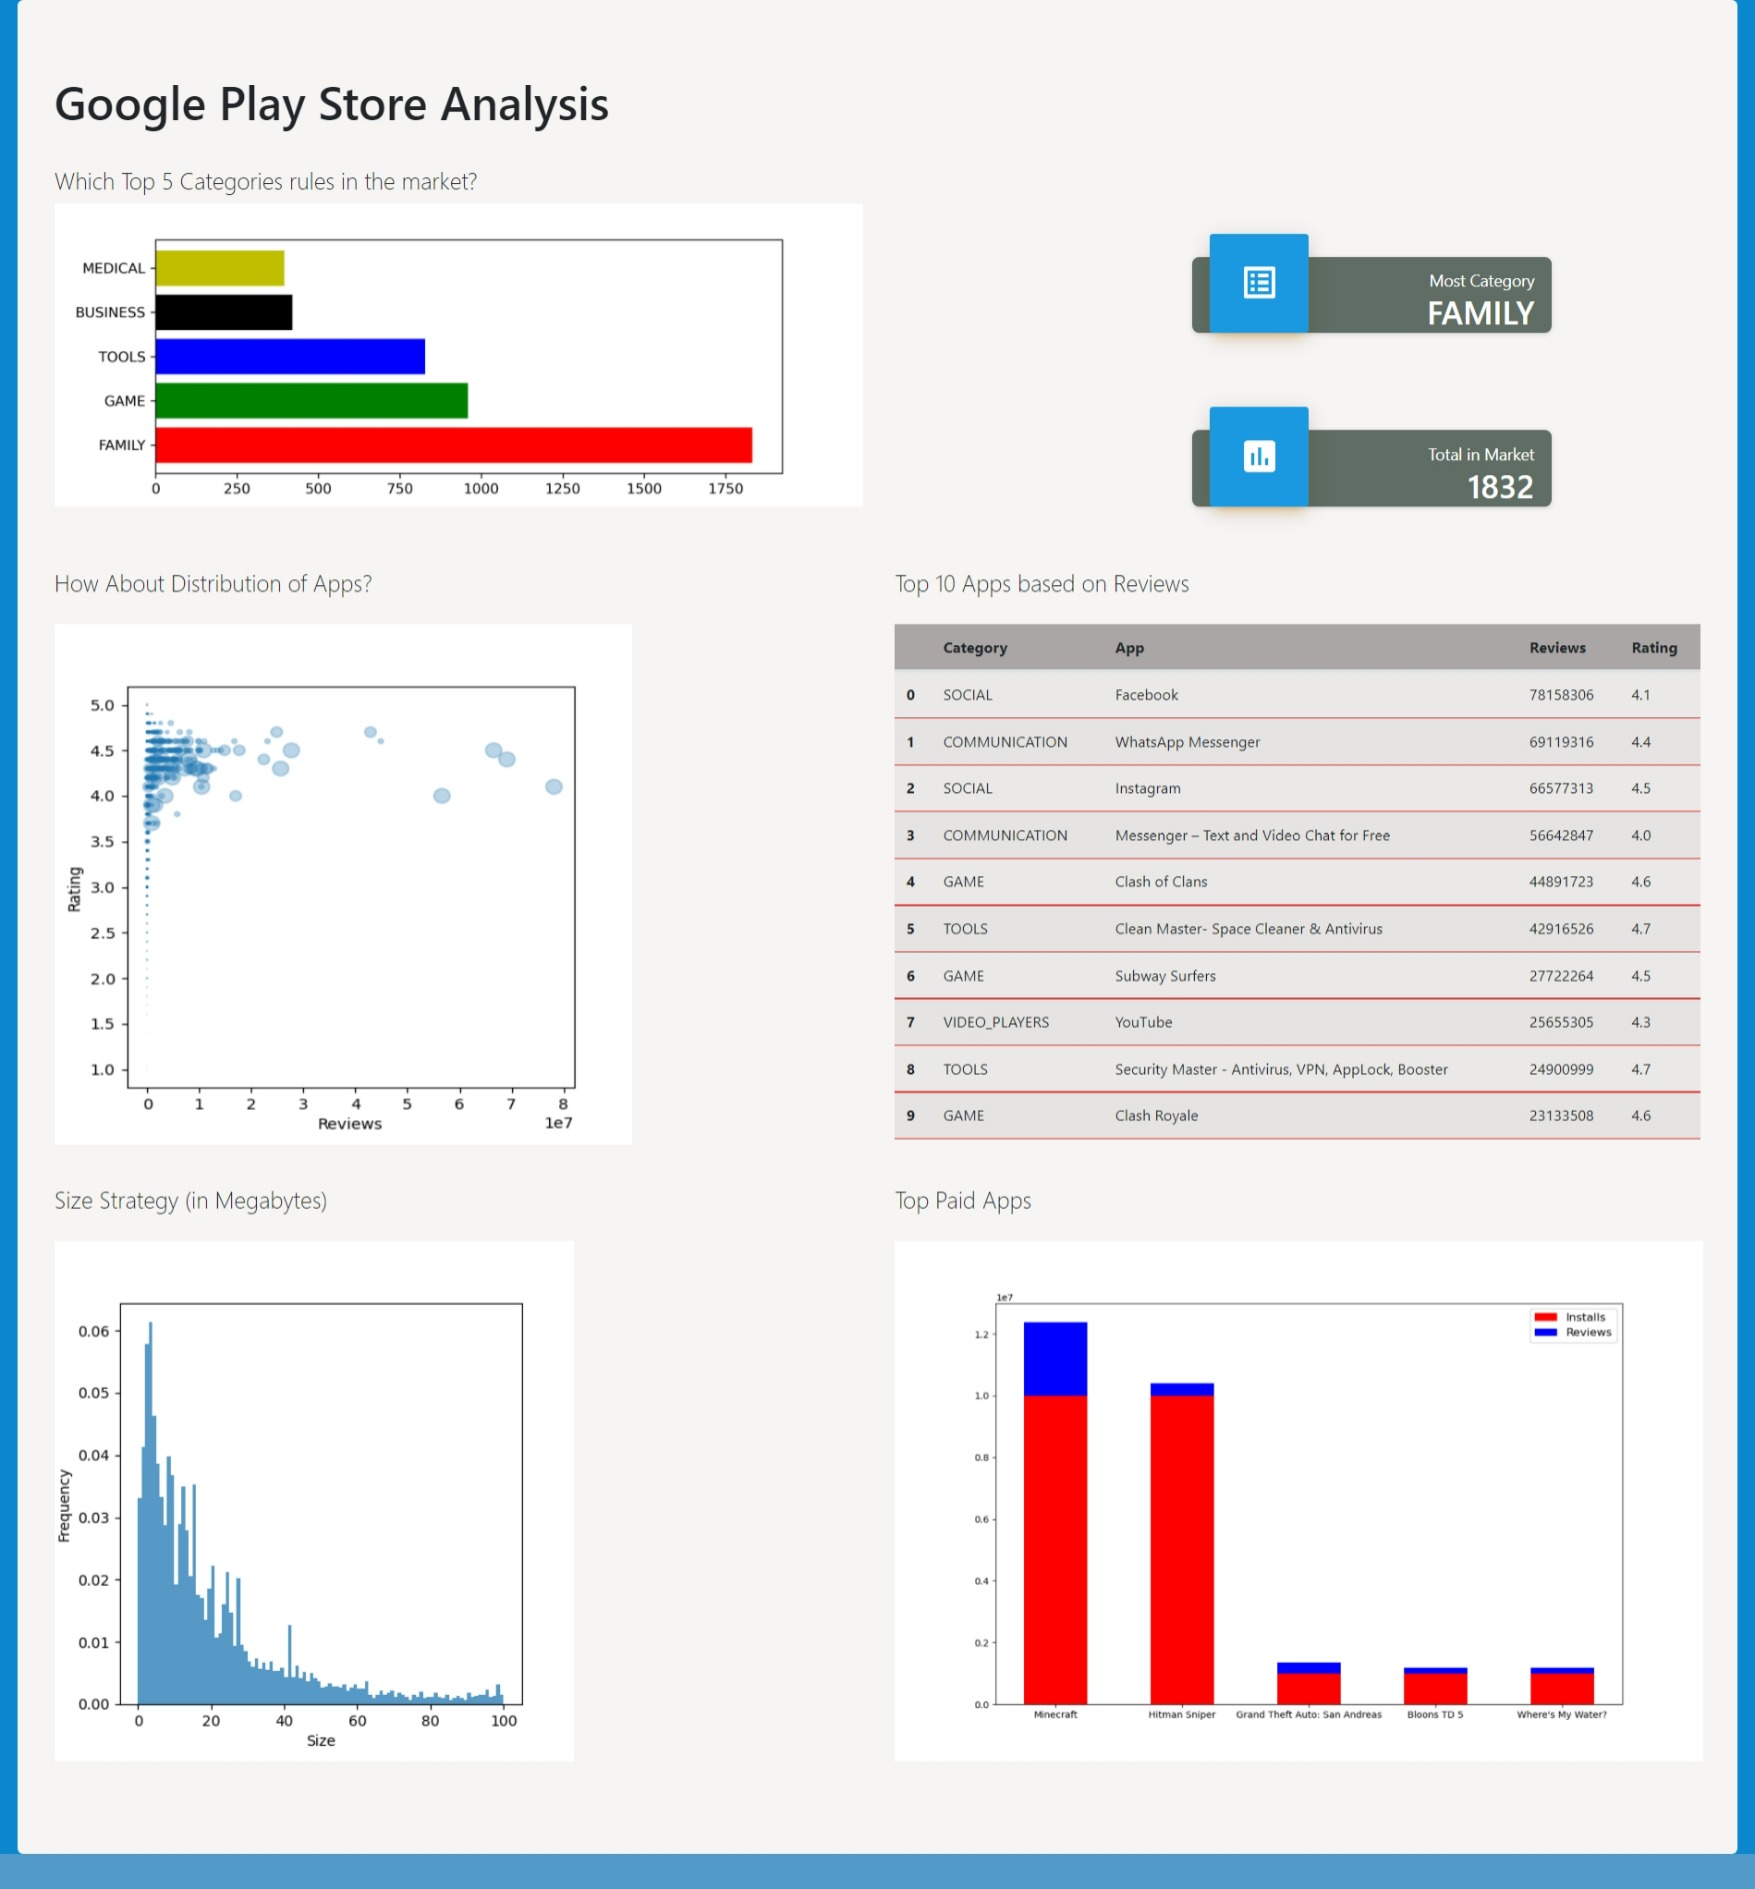 Google Play Store Analysis
Which Top 5 Categories rules in the market?
MEDICAL
BUSINESS
TOOLS
GAME
FAMILY
0 250 500 750 1000 1250 1500 1750
Most Category
FAMILY
Total in Market
1832
How About Distribution of Apps?
5.0
4.5
4.0
3.5
3.0
2.5
2.0
1.5
1.0
Rating
0 1 2 3 4 5 6 7 8
Reviews 1e7
Top 10 Apps based on Reviews
Category App Reviews Rating
0 SOCIAL Facebook 78158306 4.1
1 COMMUNICATION WhatsApp Messenger 69119316 4.4
2 SOCIAL Instagram 66577313 4.5
3 COMMUNICATION Messenger – Text and Video Chat for Free 56642847 4.0
4 GAME Clash of Clans 44891723 4.6
5 TOOLS Clean Master- Space Cleaner & Antivirus 42916526 4.7
6 GAME Subway Surfers 27722264 4.5
7 VIDEO_PLAYERS YouTube 25655305 4.3
8 TOOLS Security Master - Antivirus, VPN, AppLock, Booster 24900999 4.7
9 GAME Clash Royale 23133508 4.6
Size Strategy (in Megabytes)
0.06
0.05
0.04
0.03
0.02
0.01
0.00
Frequency
0 20 40 60 80 100
Size
Top Paid Apps
1e7
1.2
1.0
0.8
0.6
0.4
0.2
0.0
Installs
Reviews
Minecraft Hitman Sniper Grand Theft Auto: San Andreas Bloons TD 5 Where's My Water?